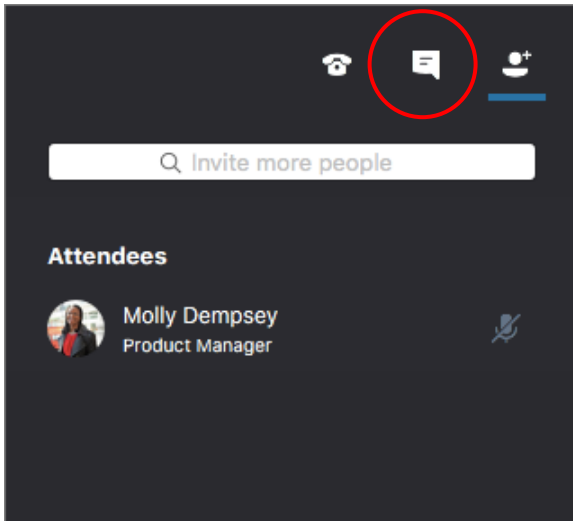 Invite more people
Attendees
Molly Dempsey
Product Manager